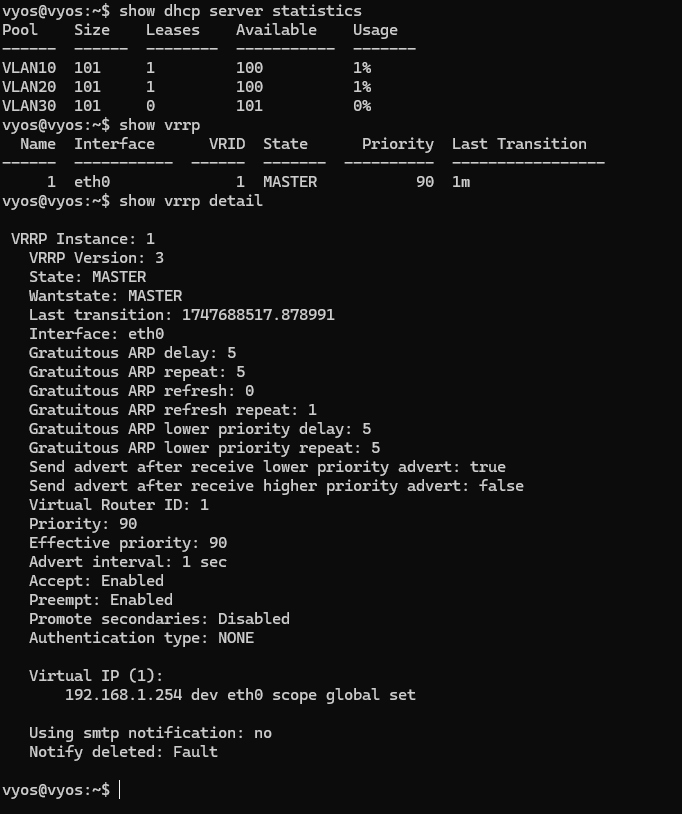 vyos@vyos:~$ show dhcp server statistics
Pool    Size    Leases    Available    Usage
------  ------  --------  -----------  -------
VLAN10  101     1         100          1%
VLAN20  101     1         100          1%
VLAN30  101     0         101          0%
vyos@vyos:~$ show vrrp
  Name  Interface      VRID  State      Priority  Last Transition
------  -----------  ------  -------  ----------  -----------------
     1  eth0              1  MASTER           90  1m
vyos@vyos:~$ show vrrp detail
 VRRP Instance: 1
   VRRP Version: 3
   State: MASTER
   Wantstate: MASTER
   Last transition: 1747688517.878991
   Interface: eth0
   Gratuitous ARP delay: 5
   Gratuitous ARP repeat: 5
   Gratuitous ARP refresh: 0
   Gratuitous ARP refresh repeat: 1
   Gratuitous ARP lower priority delay: 5
   Gratuitous ARP lower priority repeat: 5
   Send advert after receive lower priority advert: true
   Send advert after receive higher priority advert: false
   Virtual Router ID: 1
   Priority: 90
   Effective priority: 90
   Advert interval: 1 sec
   Accept: Enabled
   Preempt: Enabled
   Promote secondaries: Disabled
   Authentication type: NONE
   Virtual IP (1):
       192.168.1.254 dev eth0 scope global set
   Using smtp notification: no
   Notify deleted: Fault
vyos@vyos:~$